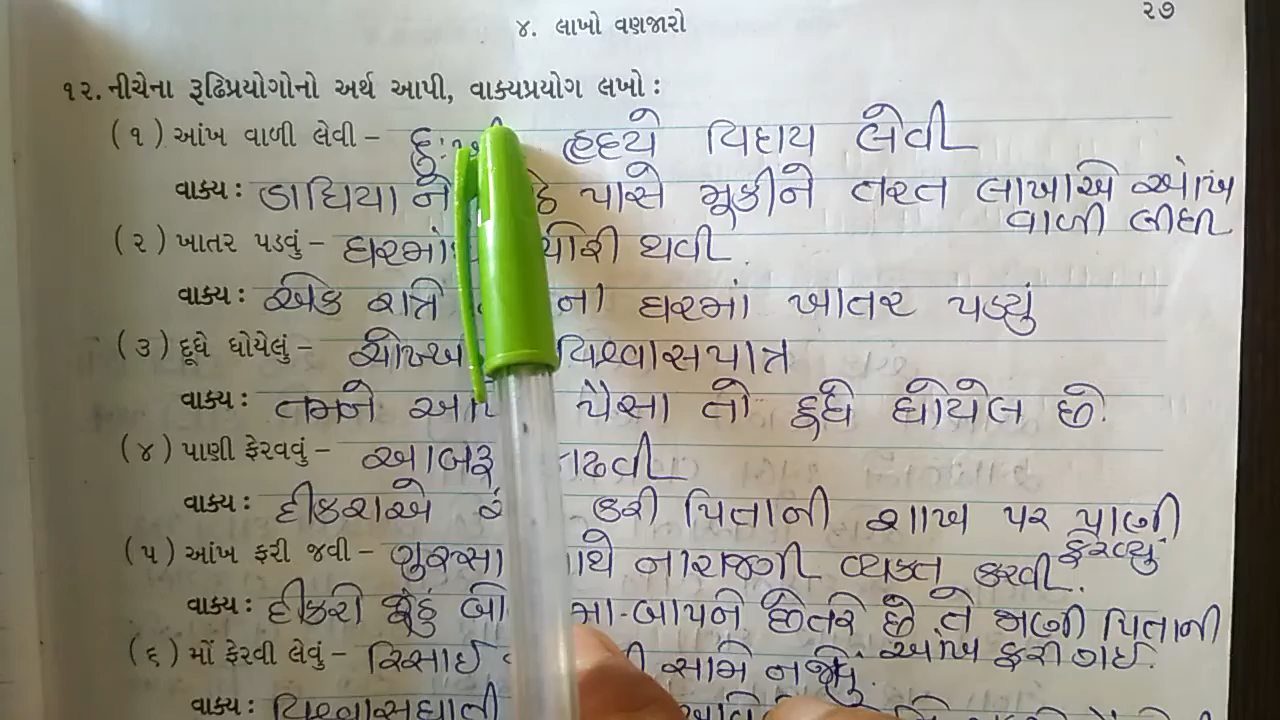 ૪. લાખો વણજારો
૨૭
૧૨. નીચેના રૂઢિપ્રયોગોનો અર્થ આપી, વાક્યપ્રયોગ લખો :
(૧) આંખ વાળી લેવી – હૃદયે વિદાય લેવી
વાક્ય : ડાઘિયા ને પાસે મૂકીને તરત લાખાએ આંખ
વાળી લીધી
(૨) ખાતર પડવું – ચોરી થવી.
વાક્ય : એક રાત્રે ના ઘરમાં ખાતર પડ્યું
(૩) દૂધે ધોયેલું – વિશ્વાસપાત્ર
વાક્ય : તમને પૈસા તો દૂધે ધોયેલ છે.
(૪) પાણી ફેરવવું – આબરૂ
વાક્ય : દીકરાએ કરી પિતાની શાખ પર પાણી
ફેરવ્યું.
(૫) આંખ ફરી જવી – ગુસ્સા નારાજગી વ્યક્ત કરવી.
વાક્ય : દીકરો મા-બાપને છેતરે છે તે જાણી પિતાની
આંખ ફરી ગઈ.
(૬) મોં ફેરવી લેવું – રિસાઈ સામે ન
વાક્ય : વિશ્વાસઘાતી